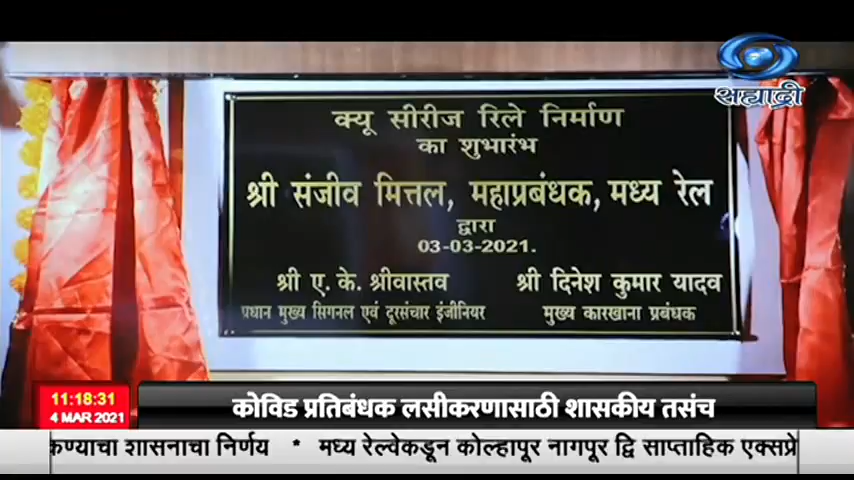 सह्याद्री
क्यू सीरीज रिले निर्माण
का शुभारंभ
श्री संजीव मित्तल, महाप्रबंधक, मध्य रेल
द्वारा
03-03-2021.
श्री ए. के. श्रीवास्तव
श्री दिनेश कुमार यादव
प्रधान मुख्य सिगनल एवं दूरसंचार इंजीनियर
मुख्य कारखाना प्रबंधक
11:18:31
4 MAR 2021
कोविड प्रतिबंधक लसीकरणासाठी शासकीय तसंच
कण्याचा शासनाचा निर्णय * मध्य रेल्वेकडून कोल्हापूर नागपूर द्वि साप्ताहिक एक्सप्रे